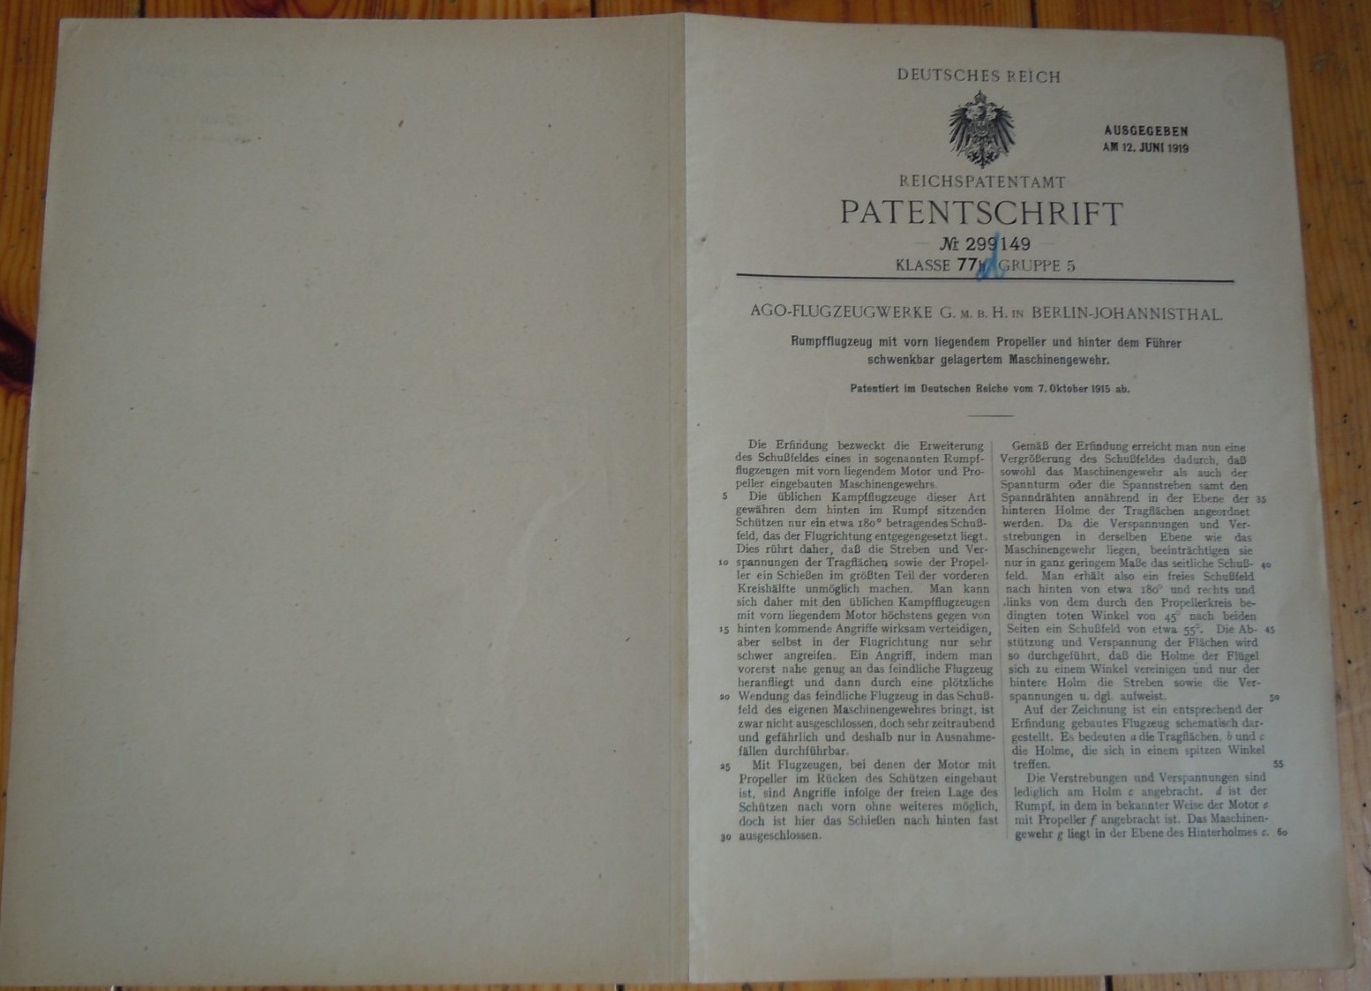 DEUTSCHES REICH
AUSGEGEBEN
AM 12. JUNI 1919
REICHSPATENTAMT
PATENTSCHRIFT
№ 299149
KLASSE 77 d GRUPPE 5
AGO-FLUGZEUGWERKE G. M. B. H. IN BERLIN-JOHANNISTHAL.
Rumpfflugzeug mit vorn liegendem Propeller und hinter dem Führer
schwenkbar gelagertem Maschinengewehr.
Patentiert im Deutschen Reiche vom 7. Oktober 1915 ab.
Die Erfindung bezweckt die Erweiterung
des Schußfeldes eines in sogenannten Rumpf-
flugzeugen mit vorn liegendem Motor und Pro-
peller eingebauten Maschinengewehrs.
5 Die üblichen Kampfflugzeuge dieser Art
gewähren dem hinten im Rumpf sitzenden
Schützen nur ein etwa 180° betragendes Schuß-
feld, das der Flugrichtung entgegengesetzt liegt.
Dies rührt daher, daß die Streben und Ver-
10 spannungen der Tragflächen sowie der Propel-
ler ein Schießen im größten Teil der vorderen
Kreishälfte unmöglich machen. Man kann
sich daher mit den üblichen Kampfflugzeugen
mit vorn liegendem Motor höchstens gegen von
15 hinten kommende Angriffe wirksam verteidigen,
aber selbst in der Flugrichtung nur sehr
schwer angreifen. Ein Angriff, indem man
vorerst nahe genug an das feindliche Flugzeug
heranfliegt und dann durch eine plötzliche
20 Wendung das feindliche Flugzeug in das Schuß-
feld des eigenen Maschinengewehres bringt, ist
zwar nicht ausgeschlossen, doch sehr zeitraubend
und gefährlich und deshalb nur in Ausnahme-
fällen durchführbar.
25 Mit Flugzeugen, bei denen der Motor mit
Propeller im Rücken des Schützen eingebaut
ist, sind Angriffe infolge der freien Lage des
Schützen nach vorn ohne weiteres möglich,
doch ist hier das Schießen nach hinten fast
30 ausgeschlossen.
Gemäß der Erfindung erreicht man nun eine
Vergrößerung des Schußfeldes dadurch, daß
sowohl das Maschinengewehr als auch der
Spannturm oder die Spannstreben samt den
Spanndrähten annährend in der Ebene der 35
hinteren Holme der Tragflächen angeordnet
werden. Da die Verspannungen und Ver-
strebungen in derselben Ebene wie das
Maschinengewehr liegen, beeinträchtigen sie
nur in ganz geringem Maße das seitliche Schuß- 40
feld. Man erhält also ein freies Schußfeld
nach hinten von etwa 180° und rechts und
links von dem durch den Propellerkreis be-
dingten toten Winkel von 45° nach beiden
Seiten ein Schußfeld von etwa 55°. Die Ab- 45
stützung und Verspannung der Flächen wird
so durchgeführt, daß die Holme der Flügel
sich zu einem Winkel vereinigen und nur der
hintere Holm die Streben sowie die Ver-
spannungen u. dgl. aufweist. 50
Auf der Zeichnung ist ein entsprechend der
Erfindung gebautes Flugzeug schematisch dar-
gestellt. Es bedeuten a die Tragflächen, b und c
die Holme, die sich in einem spitzen Winkel
treffen. 55
Die Verstrebungen und Verspannungen sind
lediglich am Holm c angebracht. d ist der
Rumpf, in dem in bekannter Weise der Motor e
mit Propeller f angebracht ist. Das Maschinen-
gewehr g liegt in der Ebene des Hinterholmes c. 60